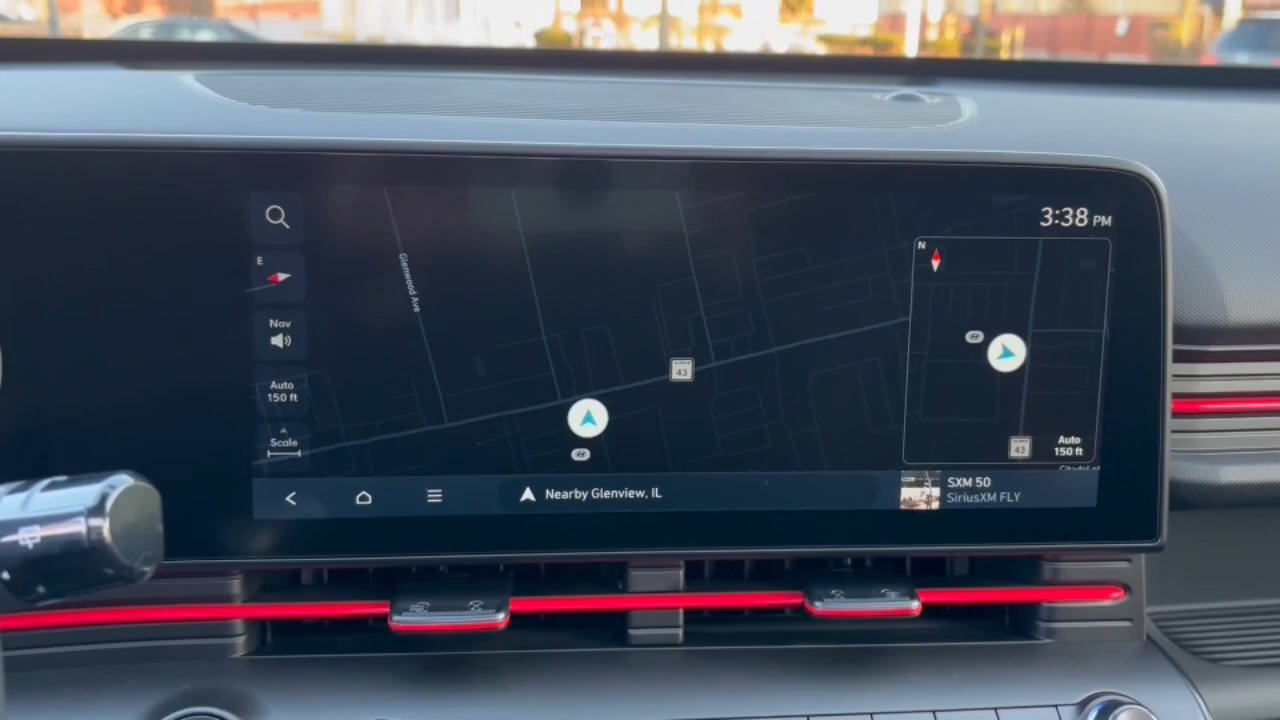 3:38 PM
N
E
Glenwood Ave
Nav
43
Auto
150 ft
Scale
43
Auto
150 ft
Nearby Glenview, IL
SXM 50
SiriusXM FLY